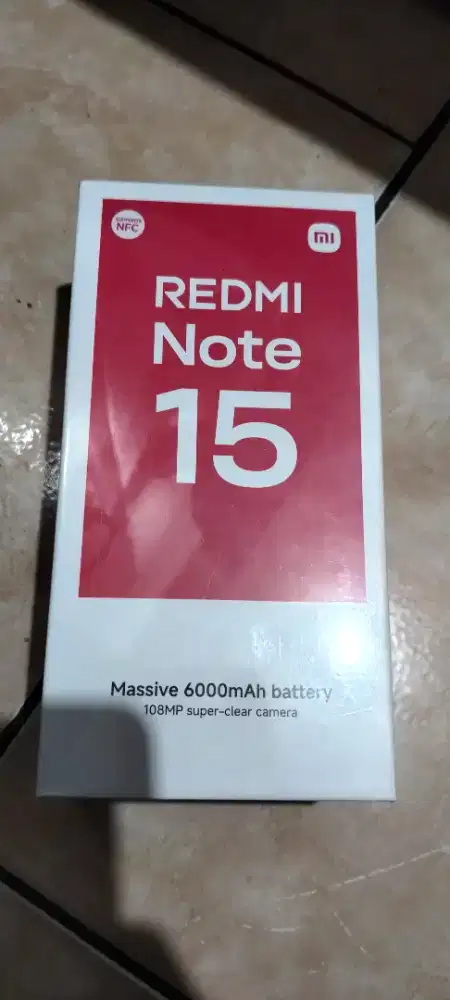 SUPPORTS
NFC
mi
REDMI
Note
15
Massive 6000mAh battery
108MP super-clear camera